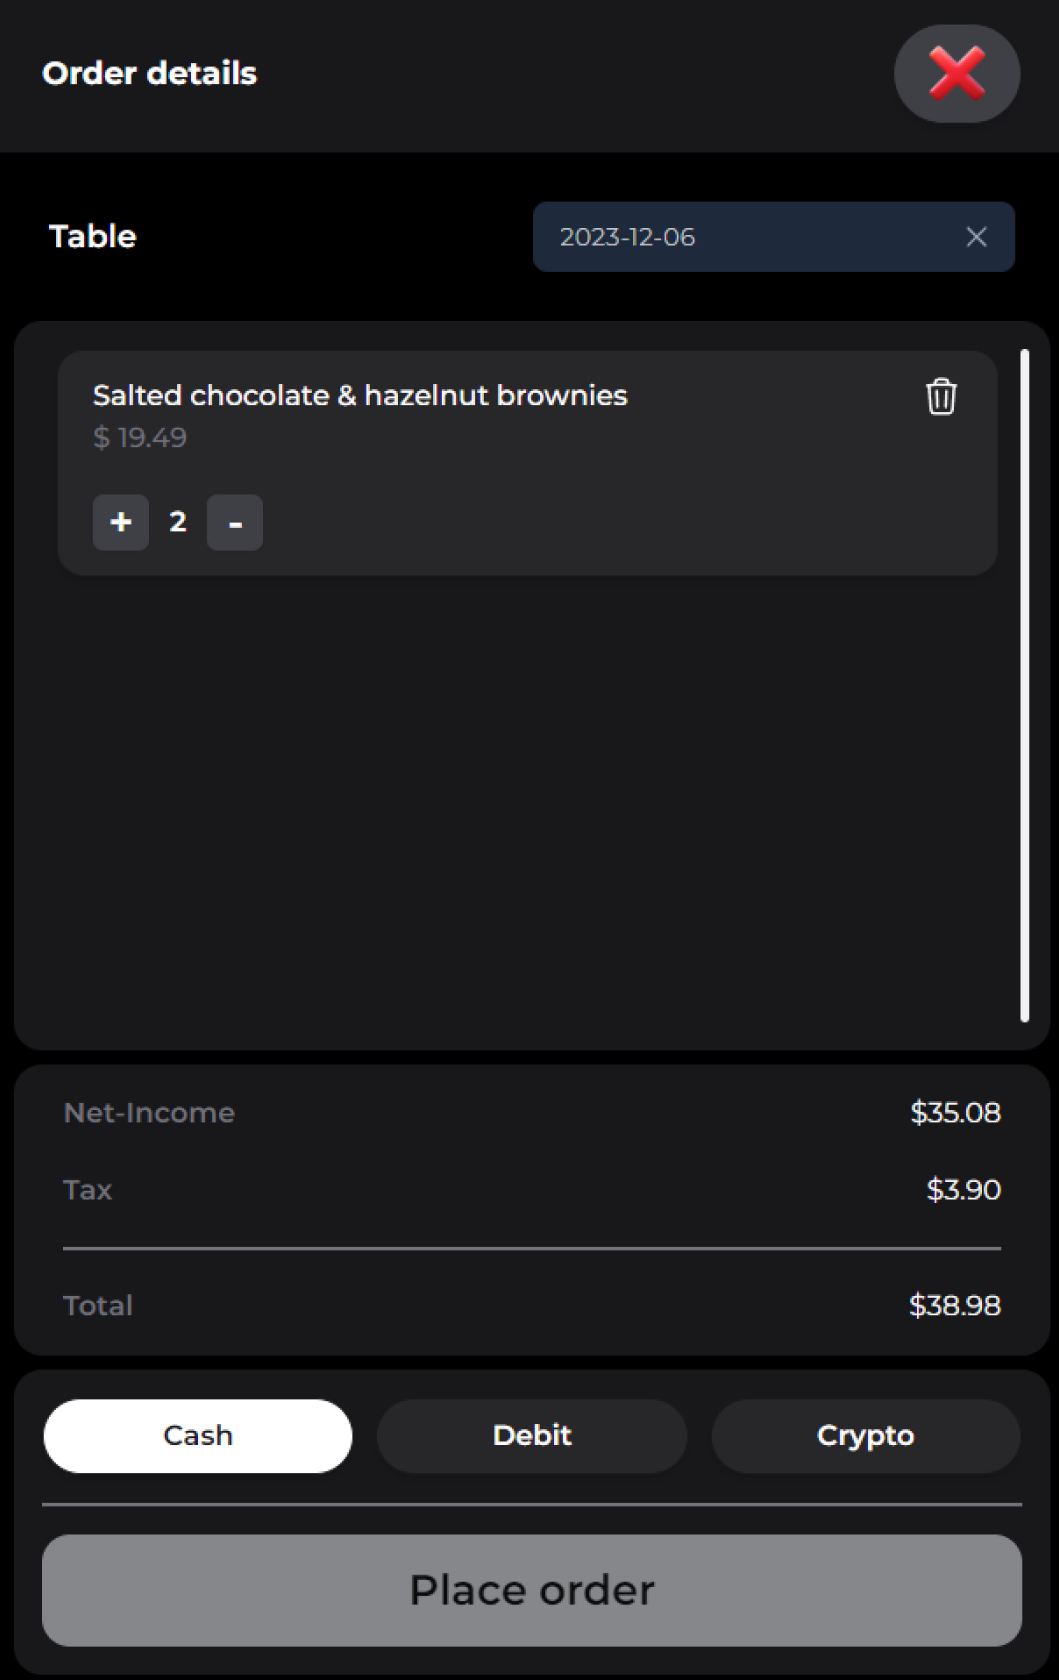 Order details
Table
2023-12-06
Salted chocolate & hazelnut brownies
$ 19.49
+ 2 -
Net-Income $35.08
Tax $3.90
Total $38.98
Cash Debit Crypto
Place order